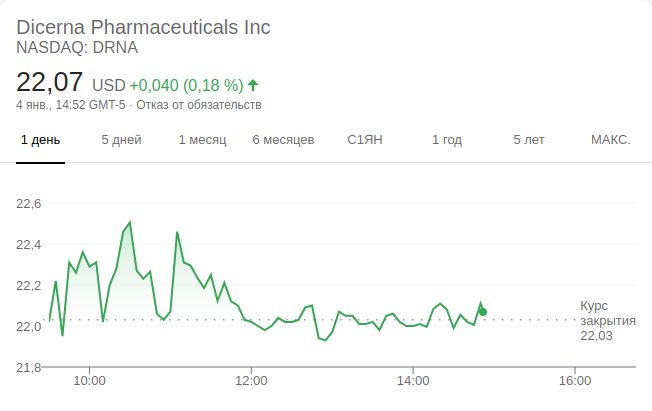 Dicerna Pharmaceuticals Inc
NASDAQ: DRNA
22,07 USD +0,040 (0,18 %)
4 янв., 14:52 GMT-5 · Отказ от обязательств
1 день 5 дней 1 месяц 6 месяцев С1ЯН 1 год 5 лет МАКС.
22,6
22,4
22,2
22,0
21,8
Курс
закрытия
22,03
10:00 12:00 14:00 16:00